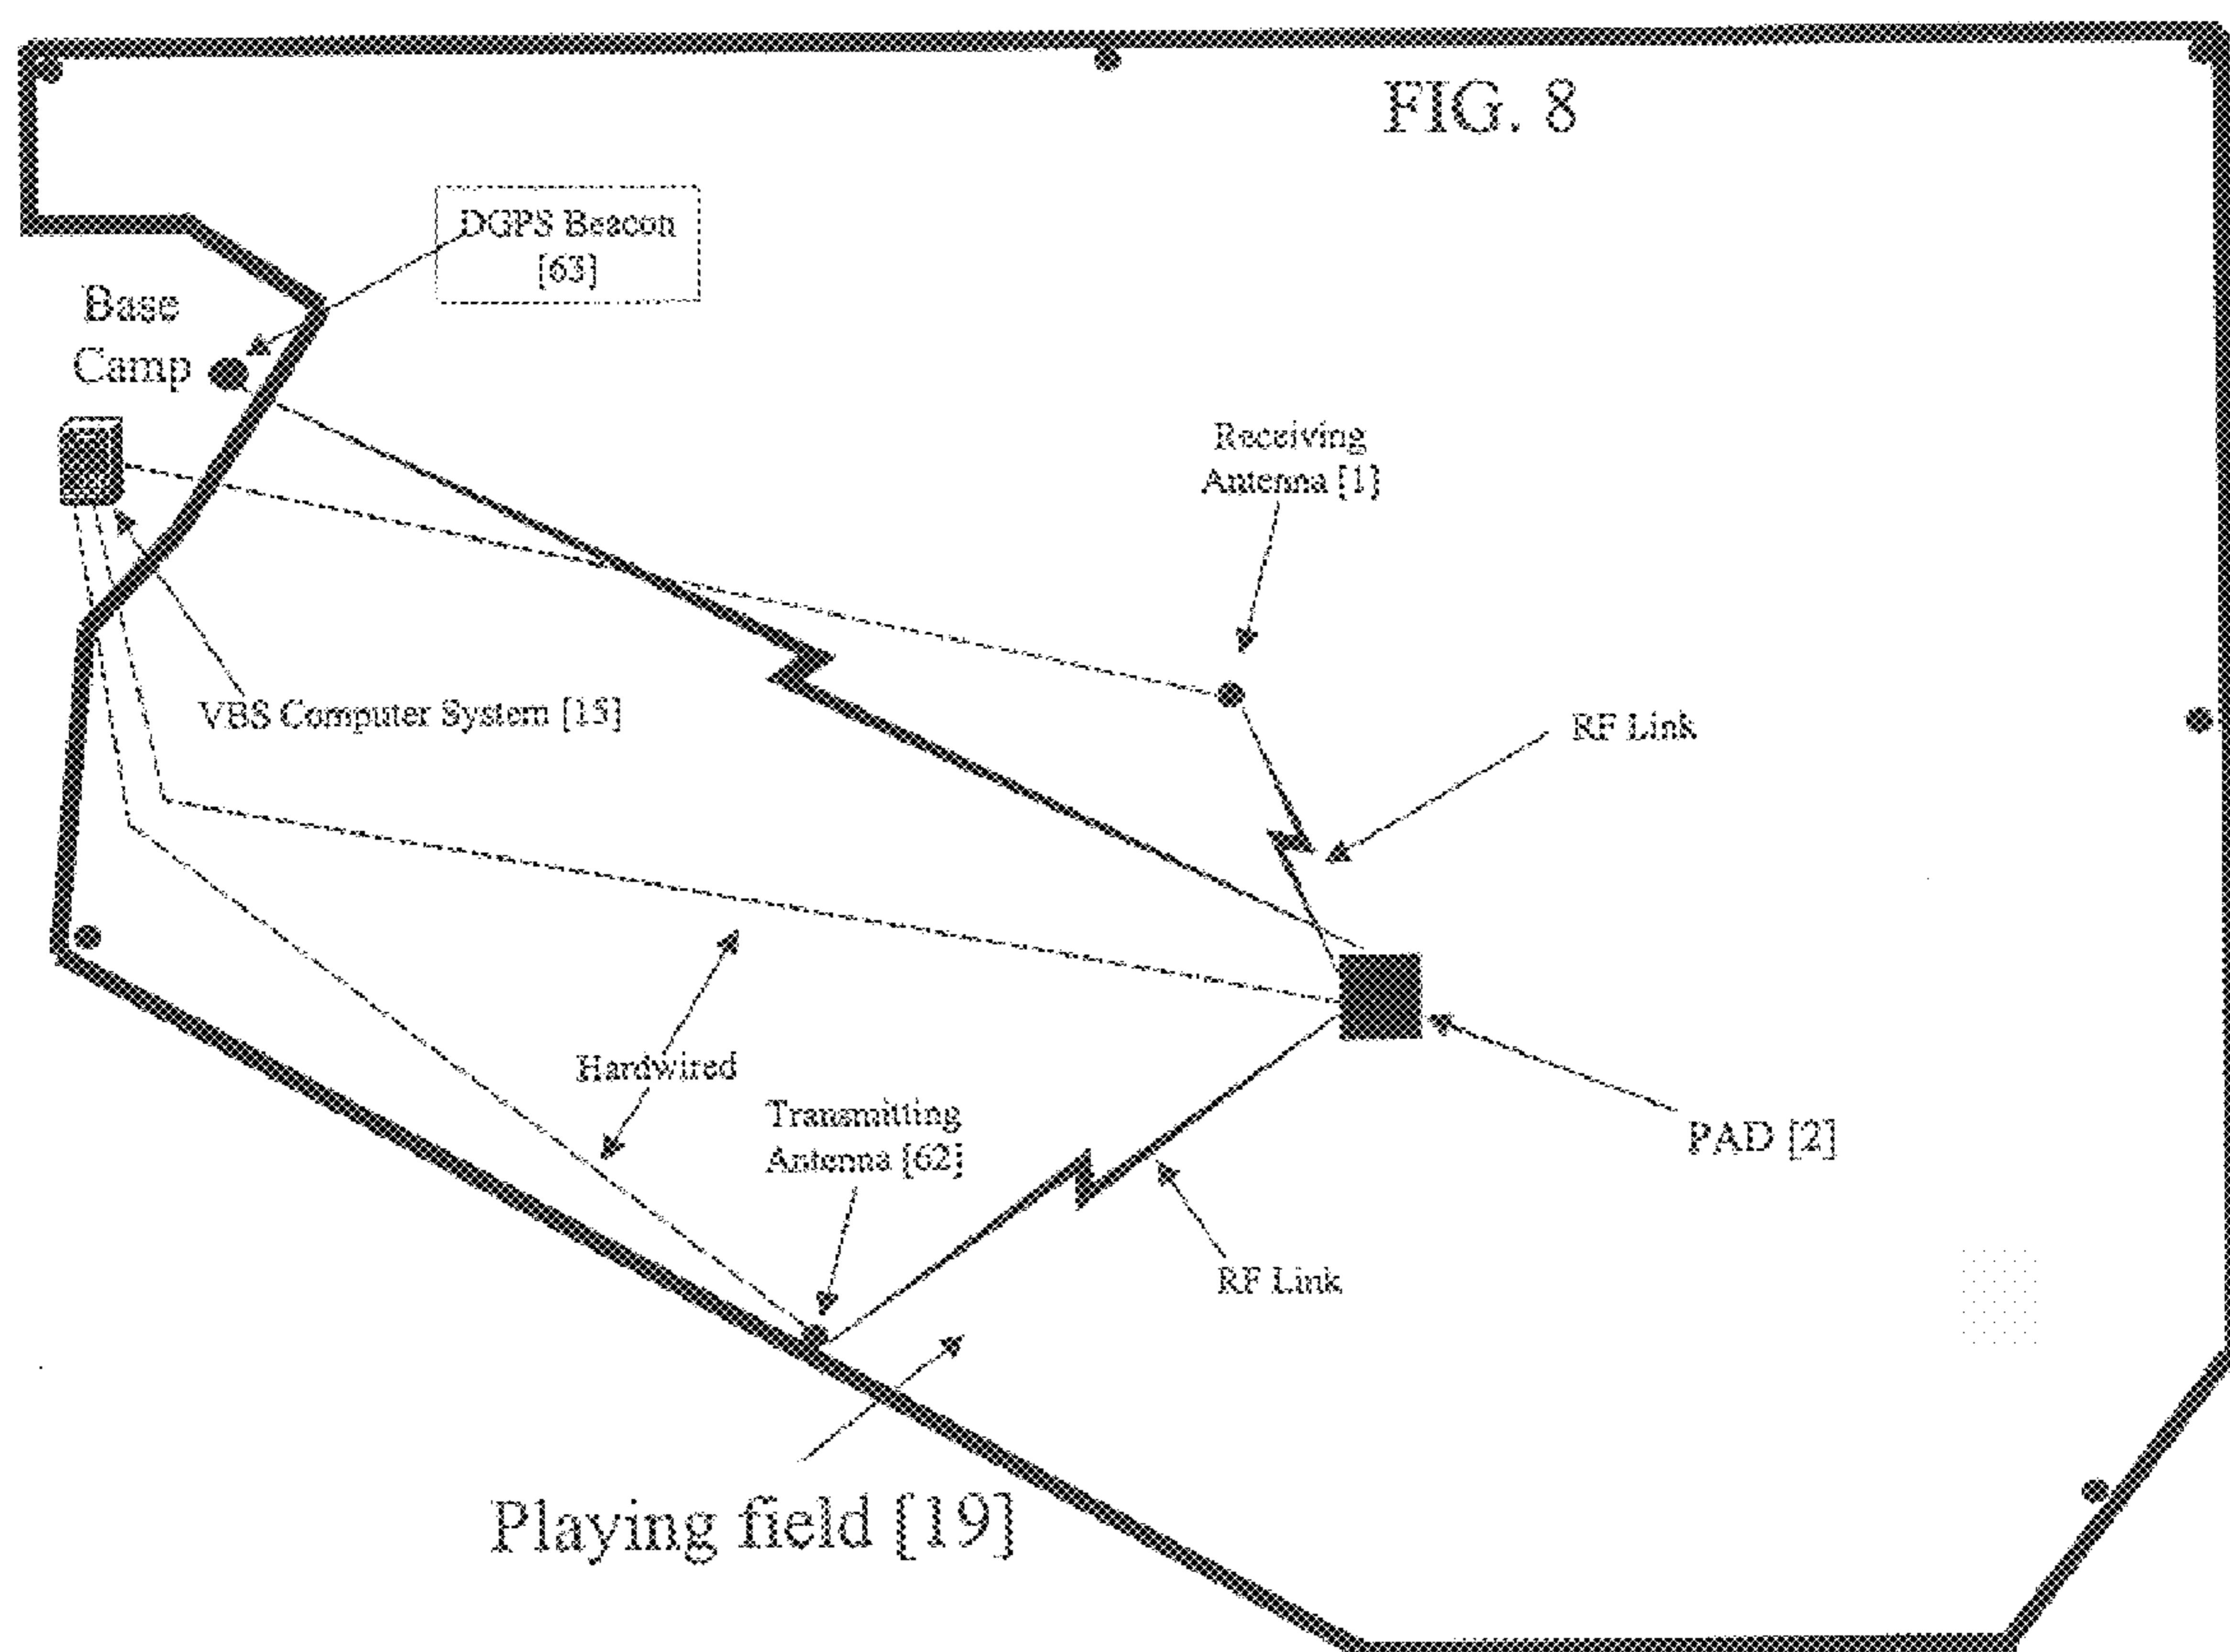 FIG. 8
DGPS Beacon
[63]
Base
Camp
Receiving
Antenna [1]
VBS Computer System [15]
RF Link
Hardwired
Transmitting
Antenna [62]
PAD [2]
RF Link
Playing field [19]